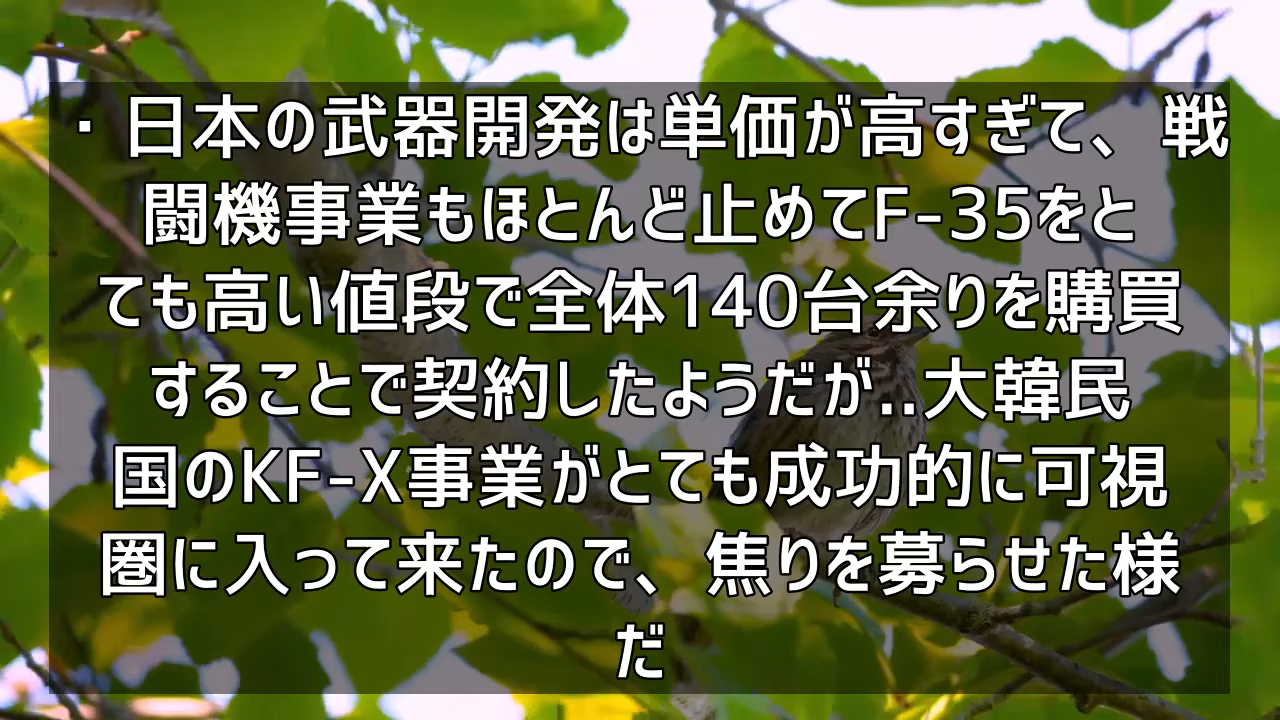 ・日本の武器開発は単価が高すぎて、戦
闘機事業もほとんど止めてF-35をと
ても高い値段で全体140台余りを購買
することで契約したようだが..大韓民
国のKF-X事業がとても成功的に可視
圏に入って来たので、焦りを募らせた様
だ